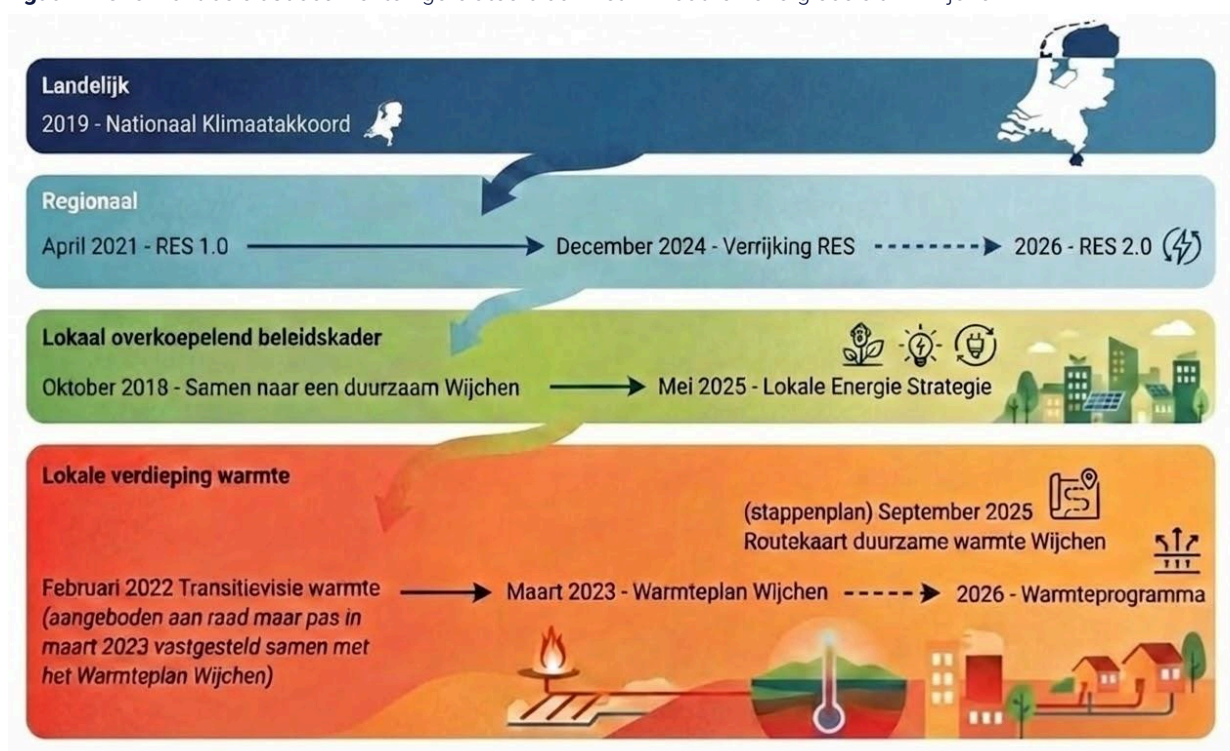 Landelijk
2019 - Nationaal Klimaatakkoord
Regionaal
April 2021 - RES 1.0
December 2024 - Verrijking RES
2026 - RES 2.0
Lokaal overkoepelend beleidskader
Oktober 2018 - Samen naar een duurzaam Wijchen
Mei 2025 - Lokale Energie Strategie
Lokale verdieping warmte
(stappenplan) September 2025
Routekaart duurzame warmte Wijchen
Februari 2022 Transitievisie warmte
(aangeboden aan raad maar pas in
maart 2023 vastgesteld samen met
het Warmteplan Wijchen)
Maart 2023 - Warmteplan Wijchen
2026 - Warmteprogramma